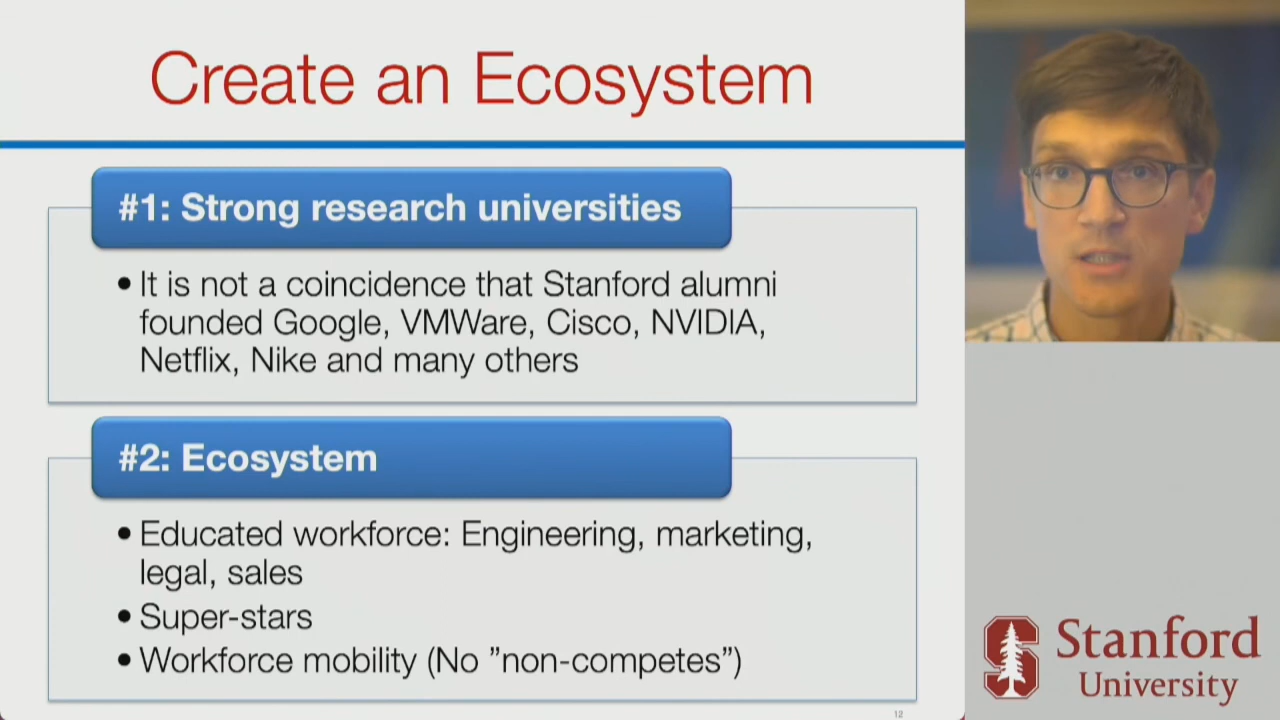 Create an Ecosystem
#1: Strong research universities
• It is not a coincidence that Stanford alumni
founded Google, VMWare, Cisco, NVIDIA,
Netflix, Nike and many others
#2: Ecosystem
• Educated workforce: Engineering, marketing,
legal, sales
• Super-stars
• Workforce mobility (No ”non-competes”)
12
Stanford
University